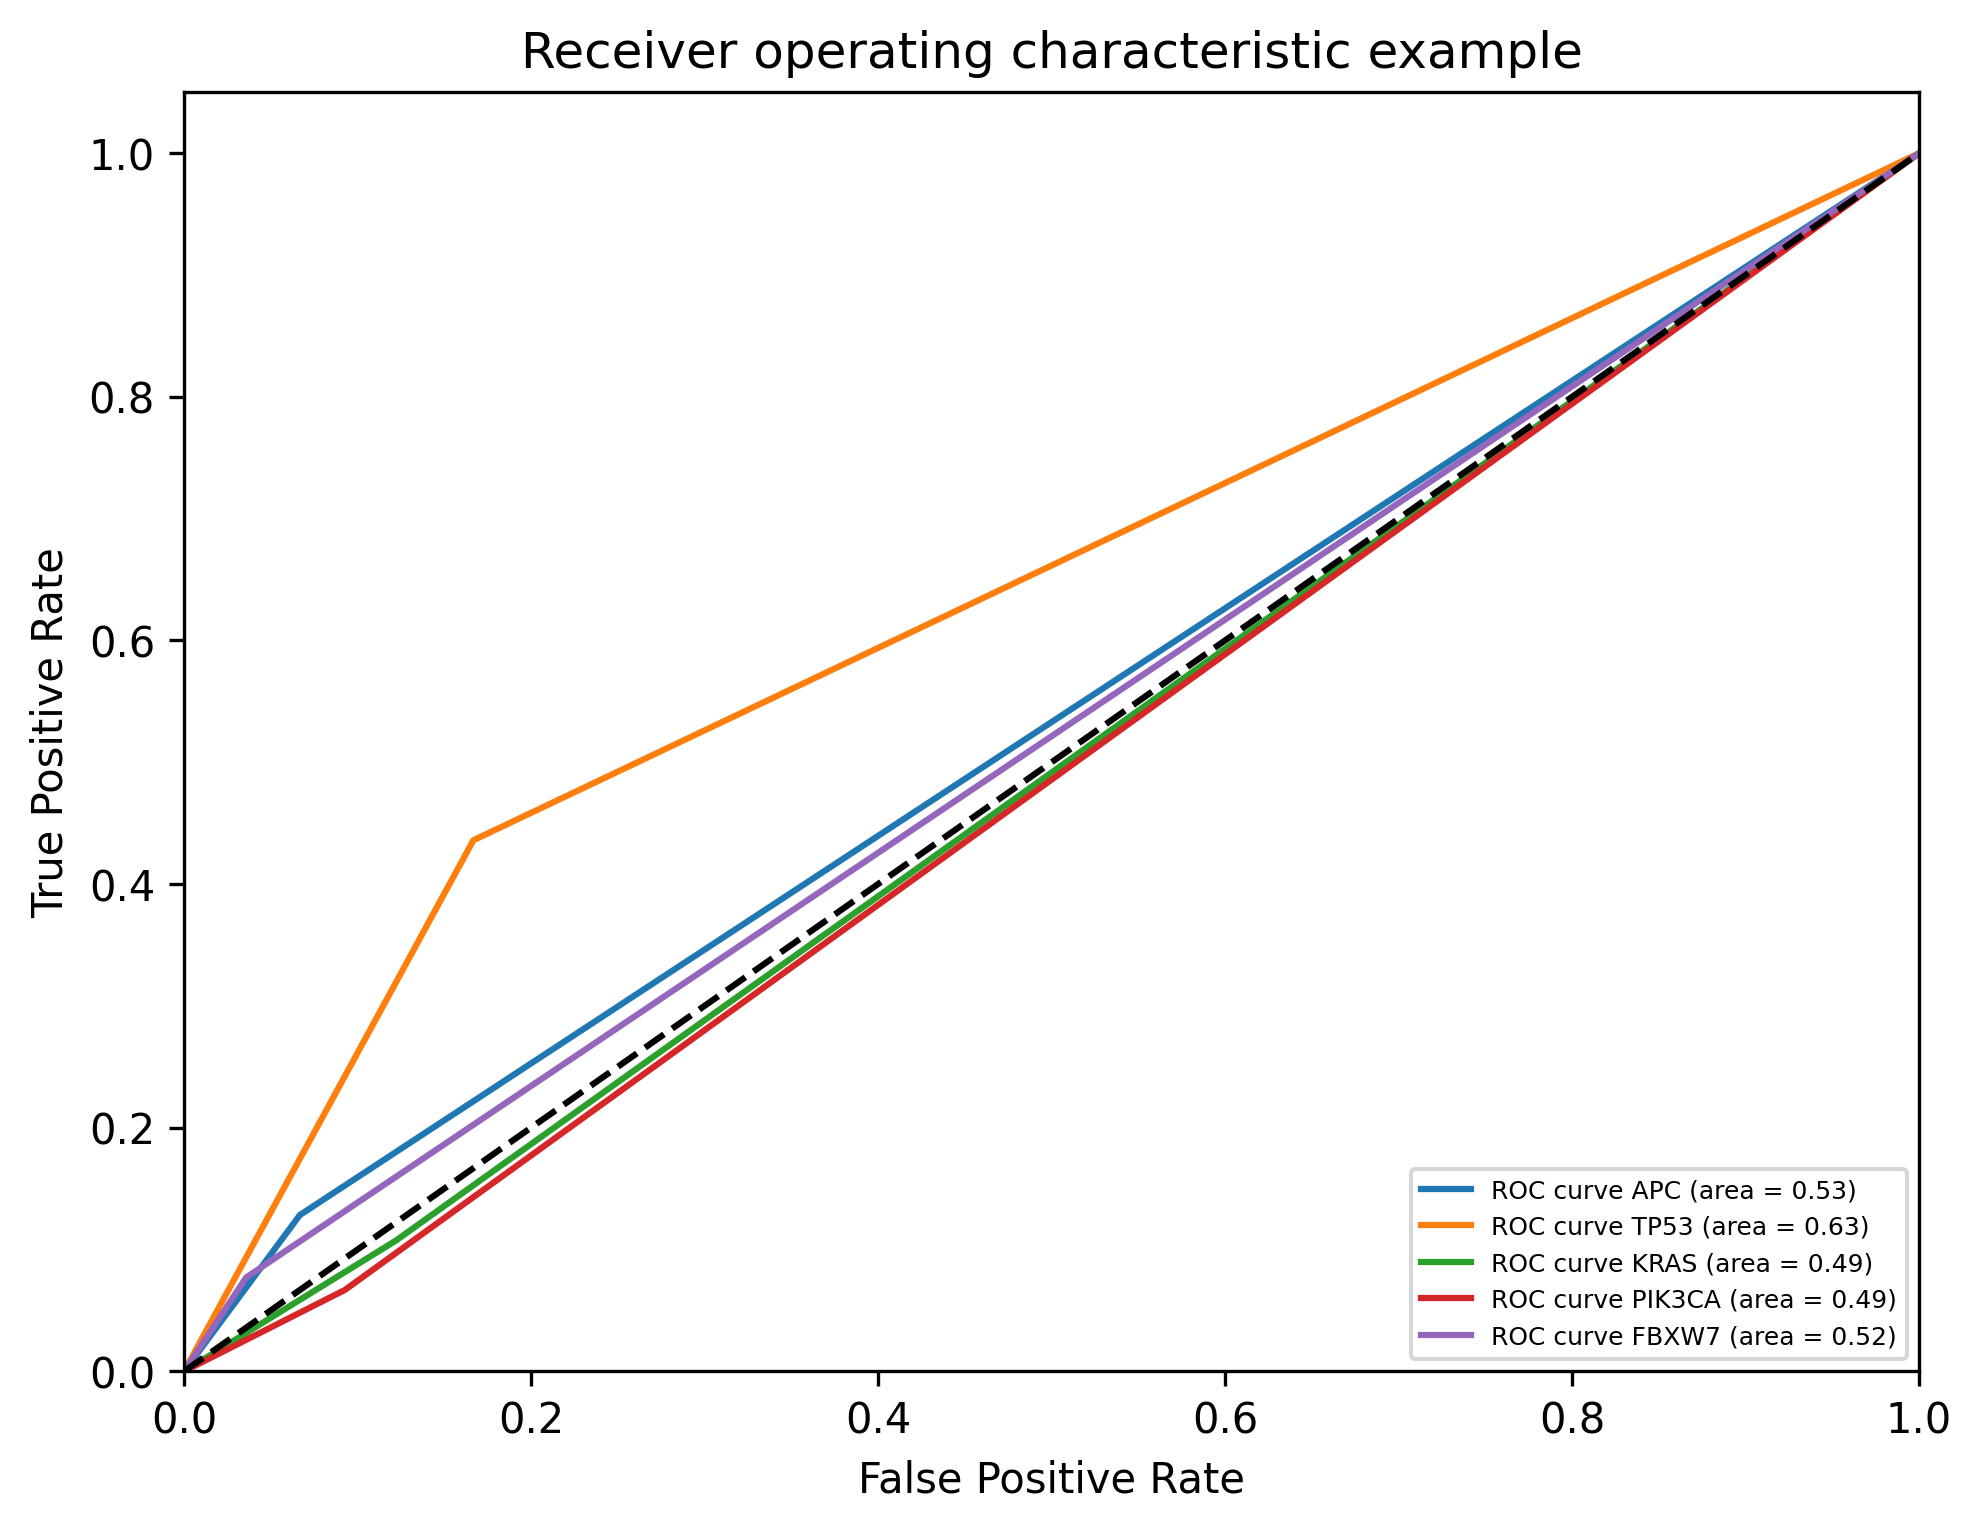 Receiver operating characteristic example
1.0
0.8
0.6
0.4
0.2
0.0
True Positive Rate
ROC curve APC (area = 0.53)
ROC curve TP53 (area = 0.63)
ROC curve KRAS (area = 0.49)
ROC curve PIK3CA (area = 0.49)
ROC curve FBXW7 (area = 0.52)
0.0 0.2 0.4 0.6 0.8 1.0
False Positive Rate